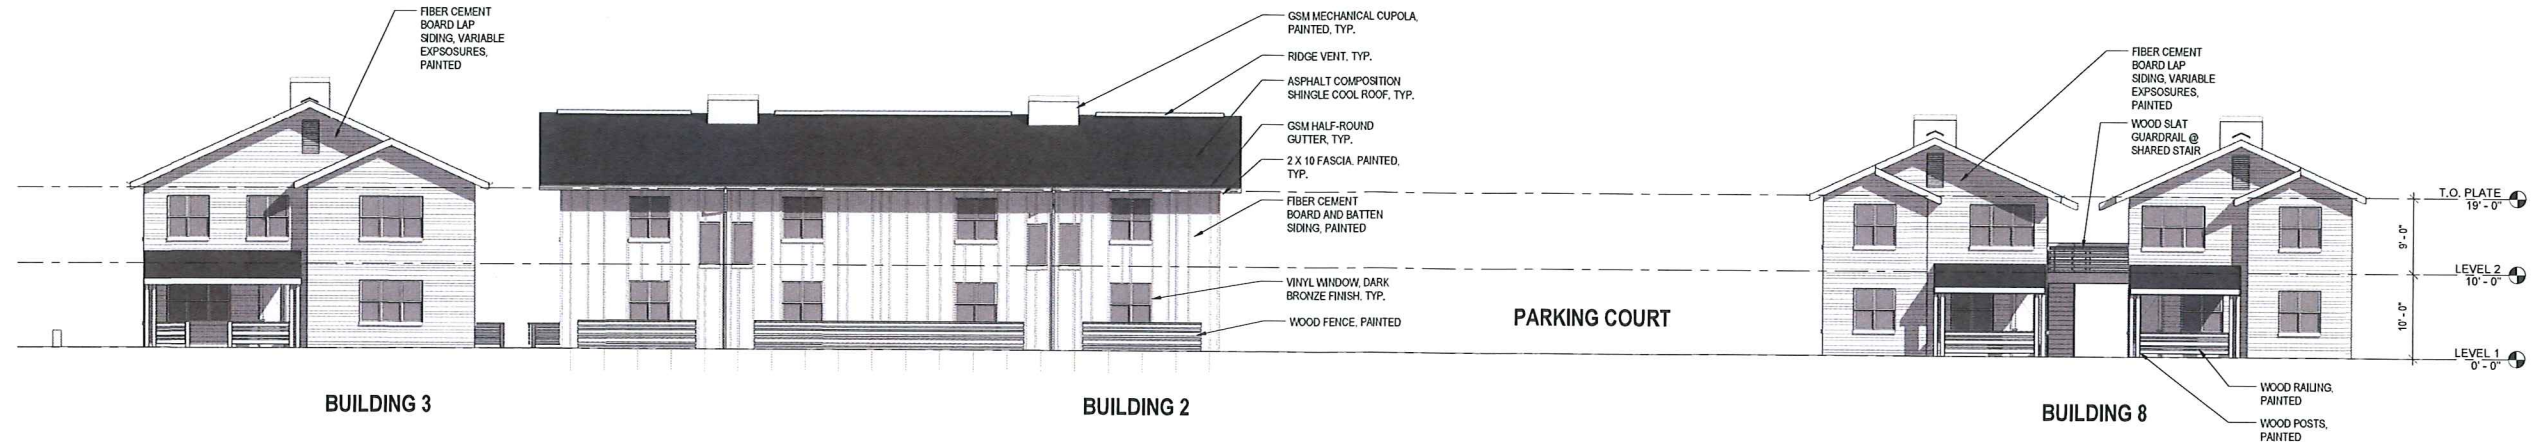 FIBER CEMENT
BOARD LAP
SIDING, VARIABLE
EXPSOSURES,
PAINTED
GSM MECHANICAL CUPOLA,
PAINTED, TYP.
RIDGE VENT, TYP.
ASPHALT COMPOSITION
SHINGLE COOL ROOF, TYP.
GSM HALF-ROUND
GUTTER, TYP.
2 X 10 FASCIA, PAINTED,
TYP.
FIBER CEMENT
BOARD AND BATTEN
SIDING, PAINTED
VINYL WINDOW, DARK
BRONZE FINISH, TYP.
WOOD FENCE, PAINTED
PARKING COURT
FIBER CEMENT
BOARD LAP
SIDING, VARIABLE
EXPSOSURES,
PAINTED
WOOD SLAT
GUARDRAIL @
SHARED STAIR
T.O. PLATE
19' - 0"
9' - 0"
LEVEL 2
10' - 0"
10' - 0"
LEVEL 1
0' - 0"
WOOD RAILING,
PAINTED
WOOD POSTS,
PAINTED
BUILDING 3
BUILDING 2
BUILDING 8